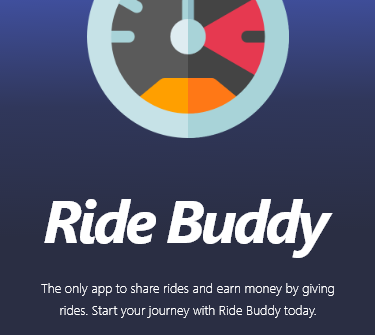 Ride Buddy
The only app to share rides and earn money by giving
rides. Start your journey with Ride Buddy today.